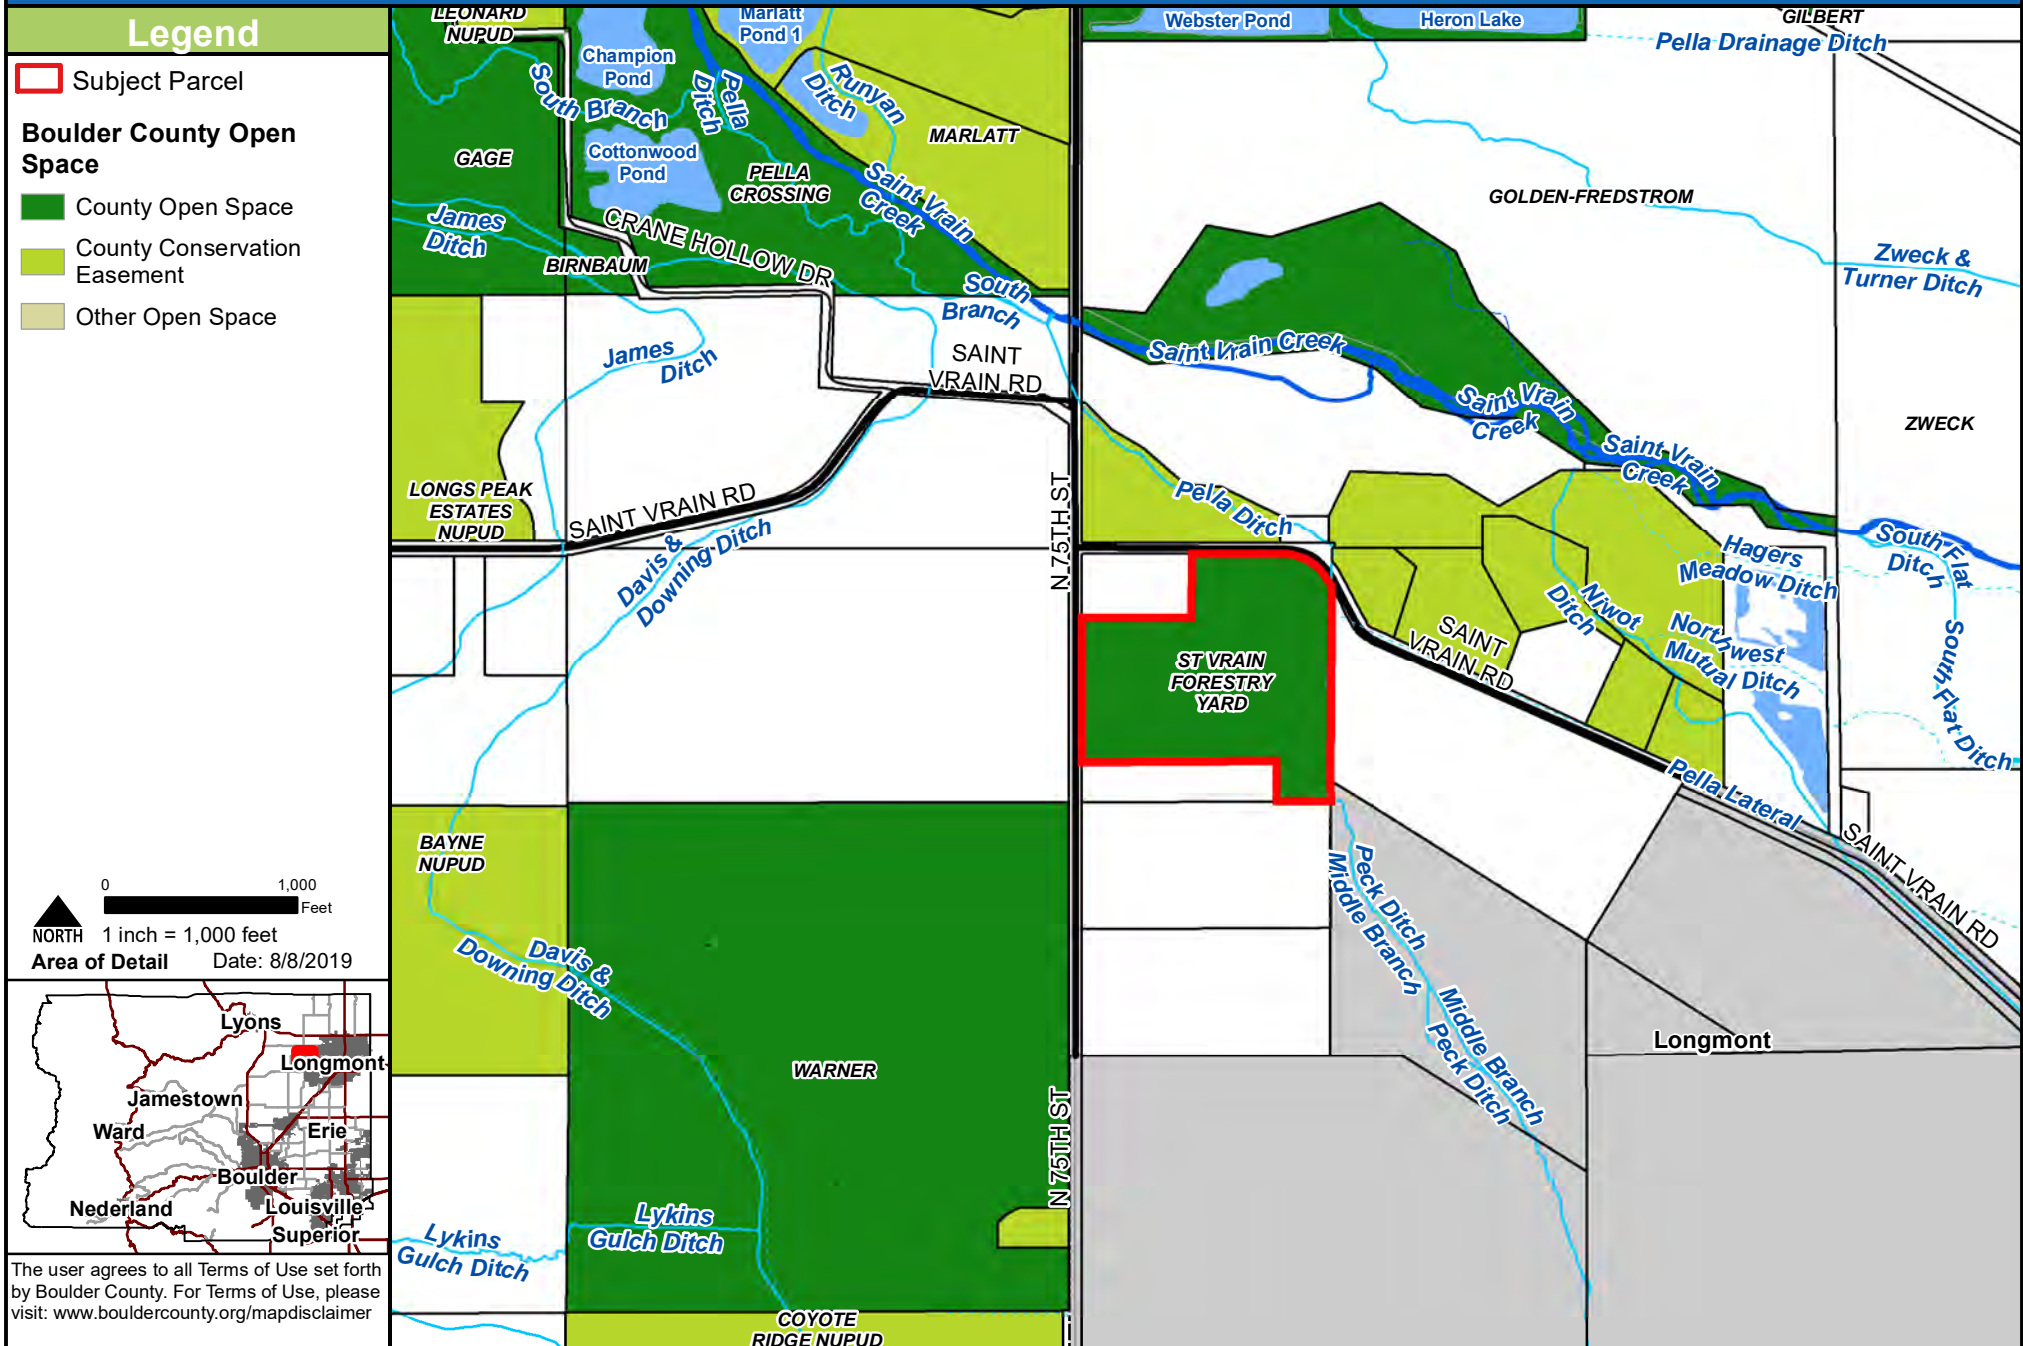 Legend
Subject Parcel
Boulder County Open
Space
County Open Space
County Conservation
Easement
Other Open Space
0
1,000
Feet
NORTH
1 inch = 1,000 feet
Area of Detail
Date: 8/8/2019
Lyons
Longmont
Jamestown
Ward
Erie
Boulder
Nederland
Louisville
Superior
The user agrees to all Terms of Use set forth
by Boulder County. For Terms of Use, please
visit: www.bouldercounty.org/mapdisclaimer
LEONARD
NUPUD
Champion
Pond
Marlatt
Pond 1
Webster Pond
Heron Lake
GILBERT
Pella Drainage Ditch
South Branch
Pella
Ditch
Runyan
Ditch
MARLATT
GAGE
Cottonwood
Pond
PELLA
CROSSING
Saint Vrain
Creek
GOLDEN-FREDSTROM
James
Ditch
CRANE HOLLOW DR
BIRNBAUM
South
Branch
Zweck &
Turner Ditch
James
Ditch
SAINT
VRAIN RD
Saint Vrain Creek
Saint Vrain
Creek
ZWECK
Saint Vrain
Creek
LONGS PEAK
ESTATES
NUPUD
SAINT VRAIN RD
N 75TH ST
Pella Ditch
Davis &
Downing Ditch
Hagers
Meadow Ditch
South Flat
Ditch
Niwot
Ditch
Northwest
Mutual Ditch
South Flat Ditch
SAINT
VRAIN RD
ST VRAIN
FORESTRY
YARD
Pella Lateral
SAINT VRAIN RD
BAYNE
NUPUD
Peck Ditch
Middle Branch
Davis &
Downing Ditch
Middle Branch
Peck Ditch
Longmont
WARNER
N 75TH ST
Lykins
Gulch Ditch
Lykins
Gulch Ditch
COYOTE
RIDGE NUPUD